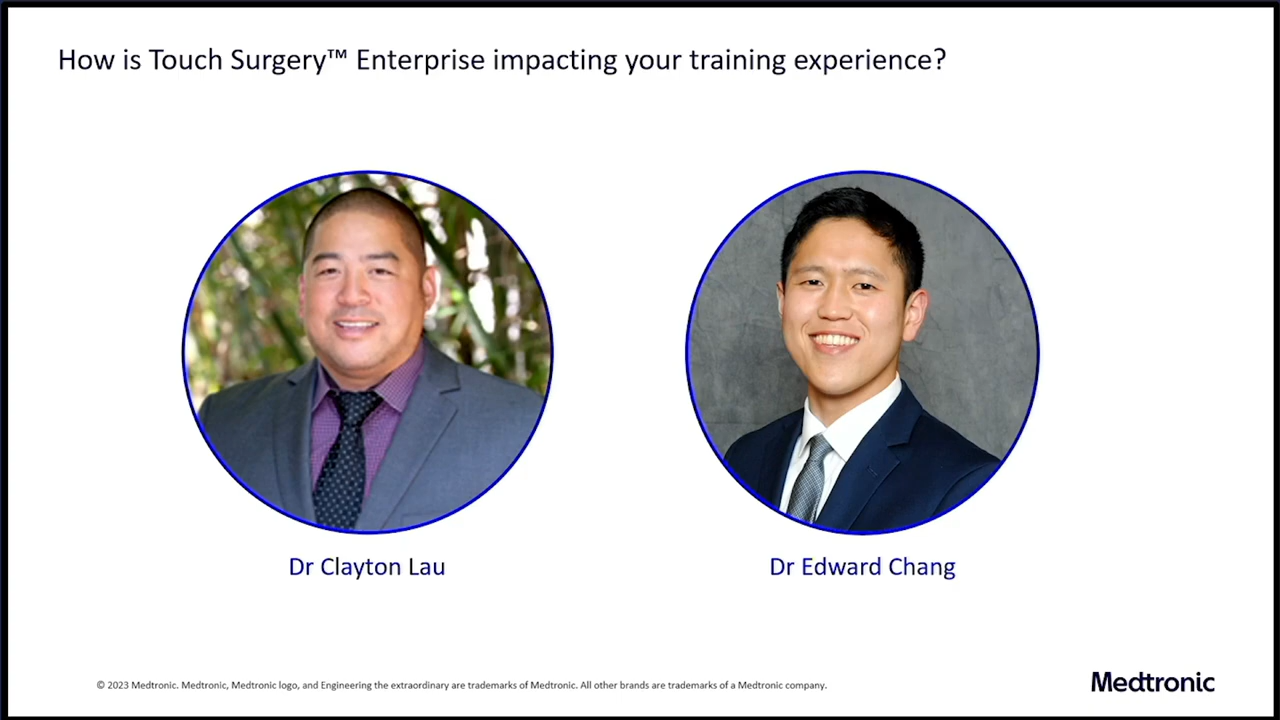 How is Touch Surgery™ Enterprise impacting your training experience?
Dr Clayton Lau
Dr Edward Chang
© 2023 Medtronic. Medtronic, Medtronic logo, and Engineering the extraordinary are trademarks of Medtronic. All other brands are trademarks of a Medtronic company.
Medtronic